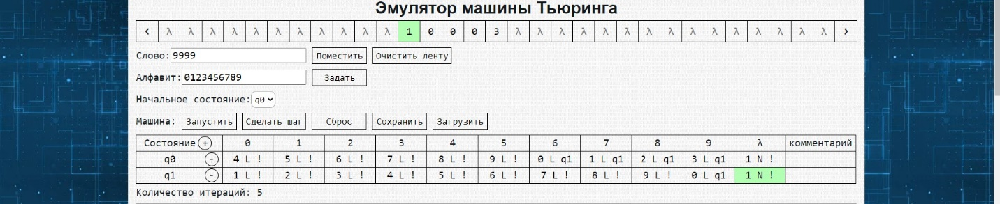 Эмулятор машины Тьюринга
< λ λ λ λ λ λ λ λ λ λ λ 1 0 0 0 3 λ λ λ λ λ λ λ λ λ λ λ λ λ λ λ >
Слово: 9999 Поместить Очистить ленту
Алфавит: 0123456789 Задать
Начальное состояние: q0
Машина: Запустить Сделать шаг Сброс Сохранить Загрузить
Состояние + 0 1 2 3 4 5 6 7 8 9 λ комментарий
q0 - 4 L ! 5 L ! 6 L ! 7 L ! 8 L ! 9 L ! 0 L q1 1 L q1 2 L q1 3 L q1 1 N !
q1 - 1 L ! 2 L ! 3 L ! 4 L ! 5 L ! 6 L ! 7 L ! 8 L ! 9 L ! 0 L q1 1 N !
Количество итераций: 5